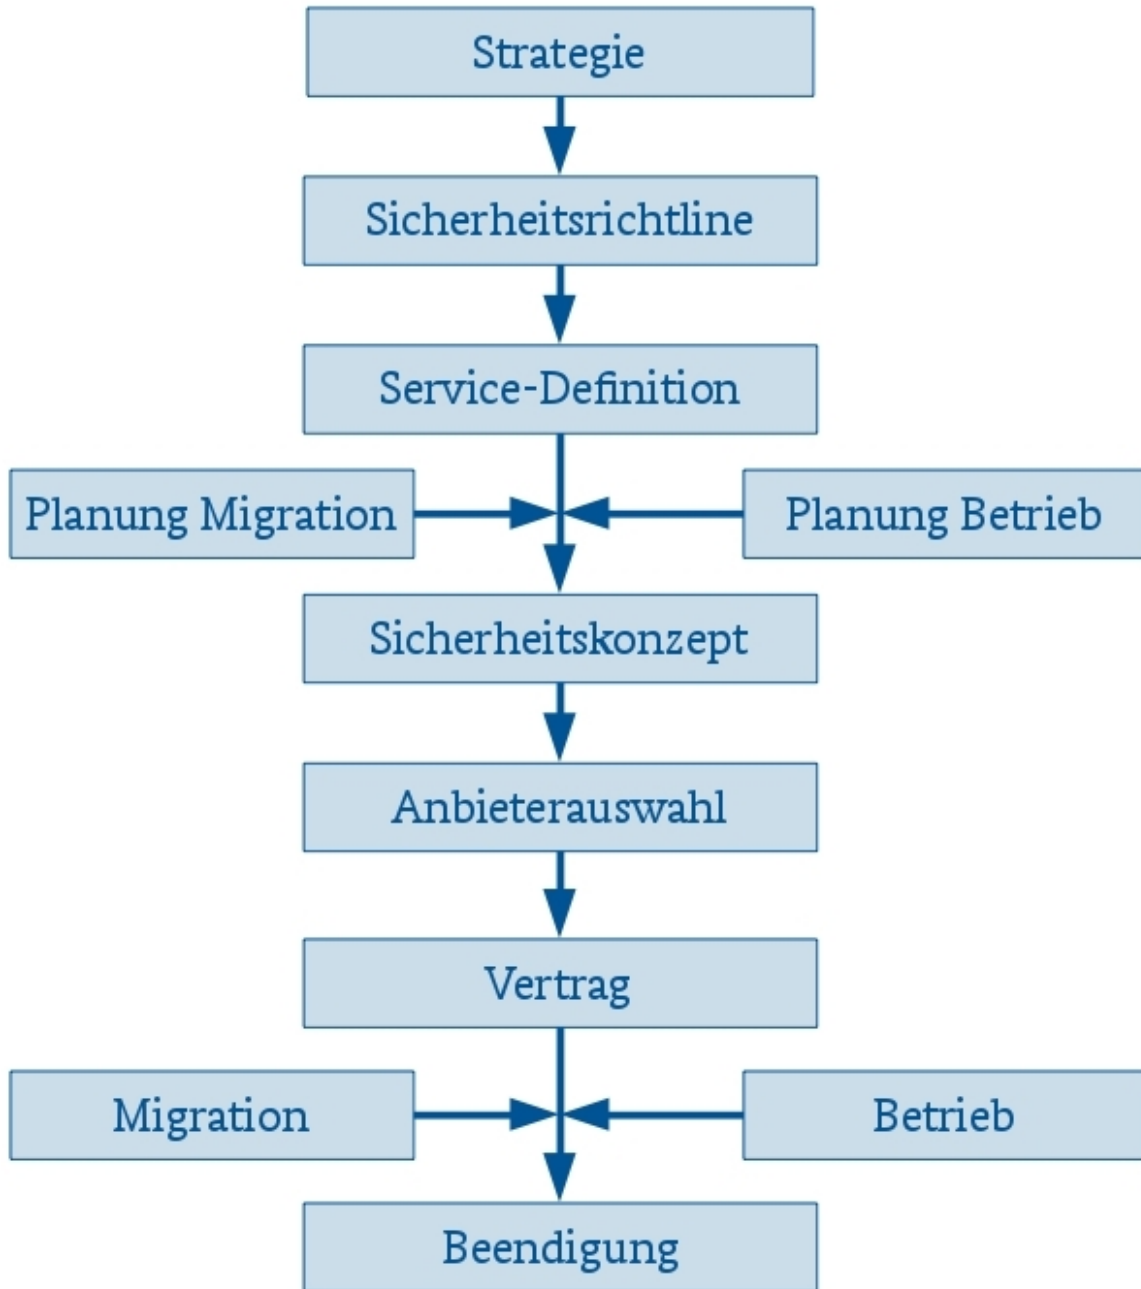 Strategie
Sicherheitsrichtline
Service-Definition
Planung Migration
Planung Betrieb
Sicherheitskonzept
Anbieterauswahl
Vertrag
Migration
Betrieb
Beendigung